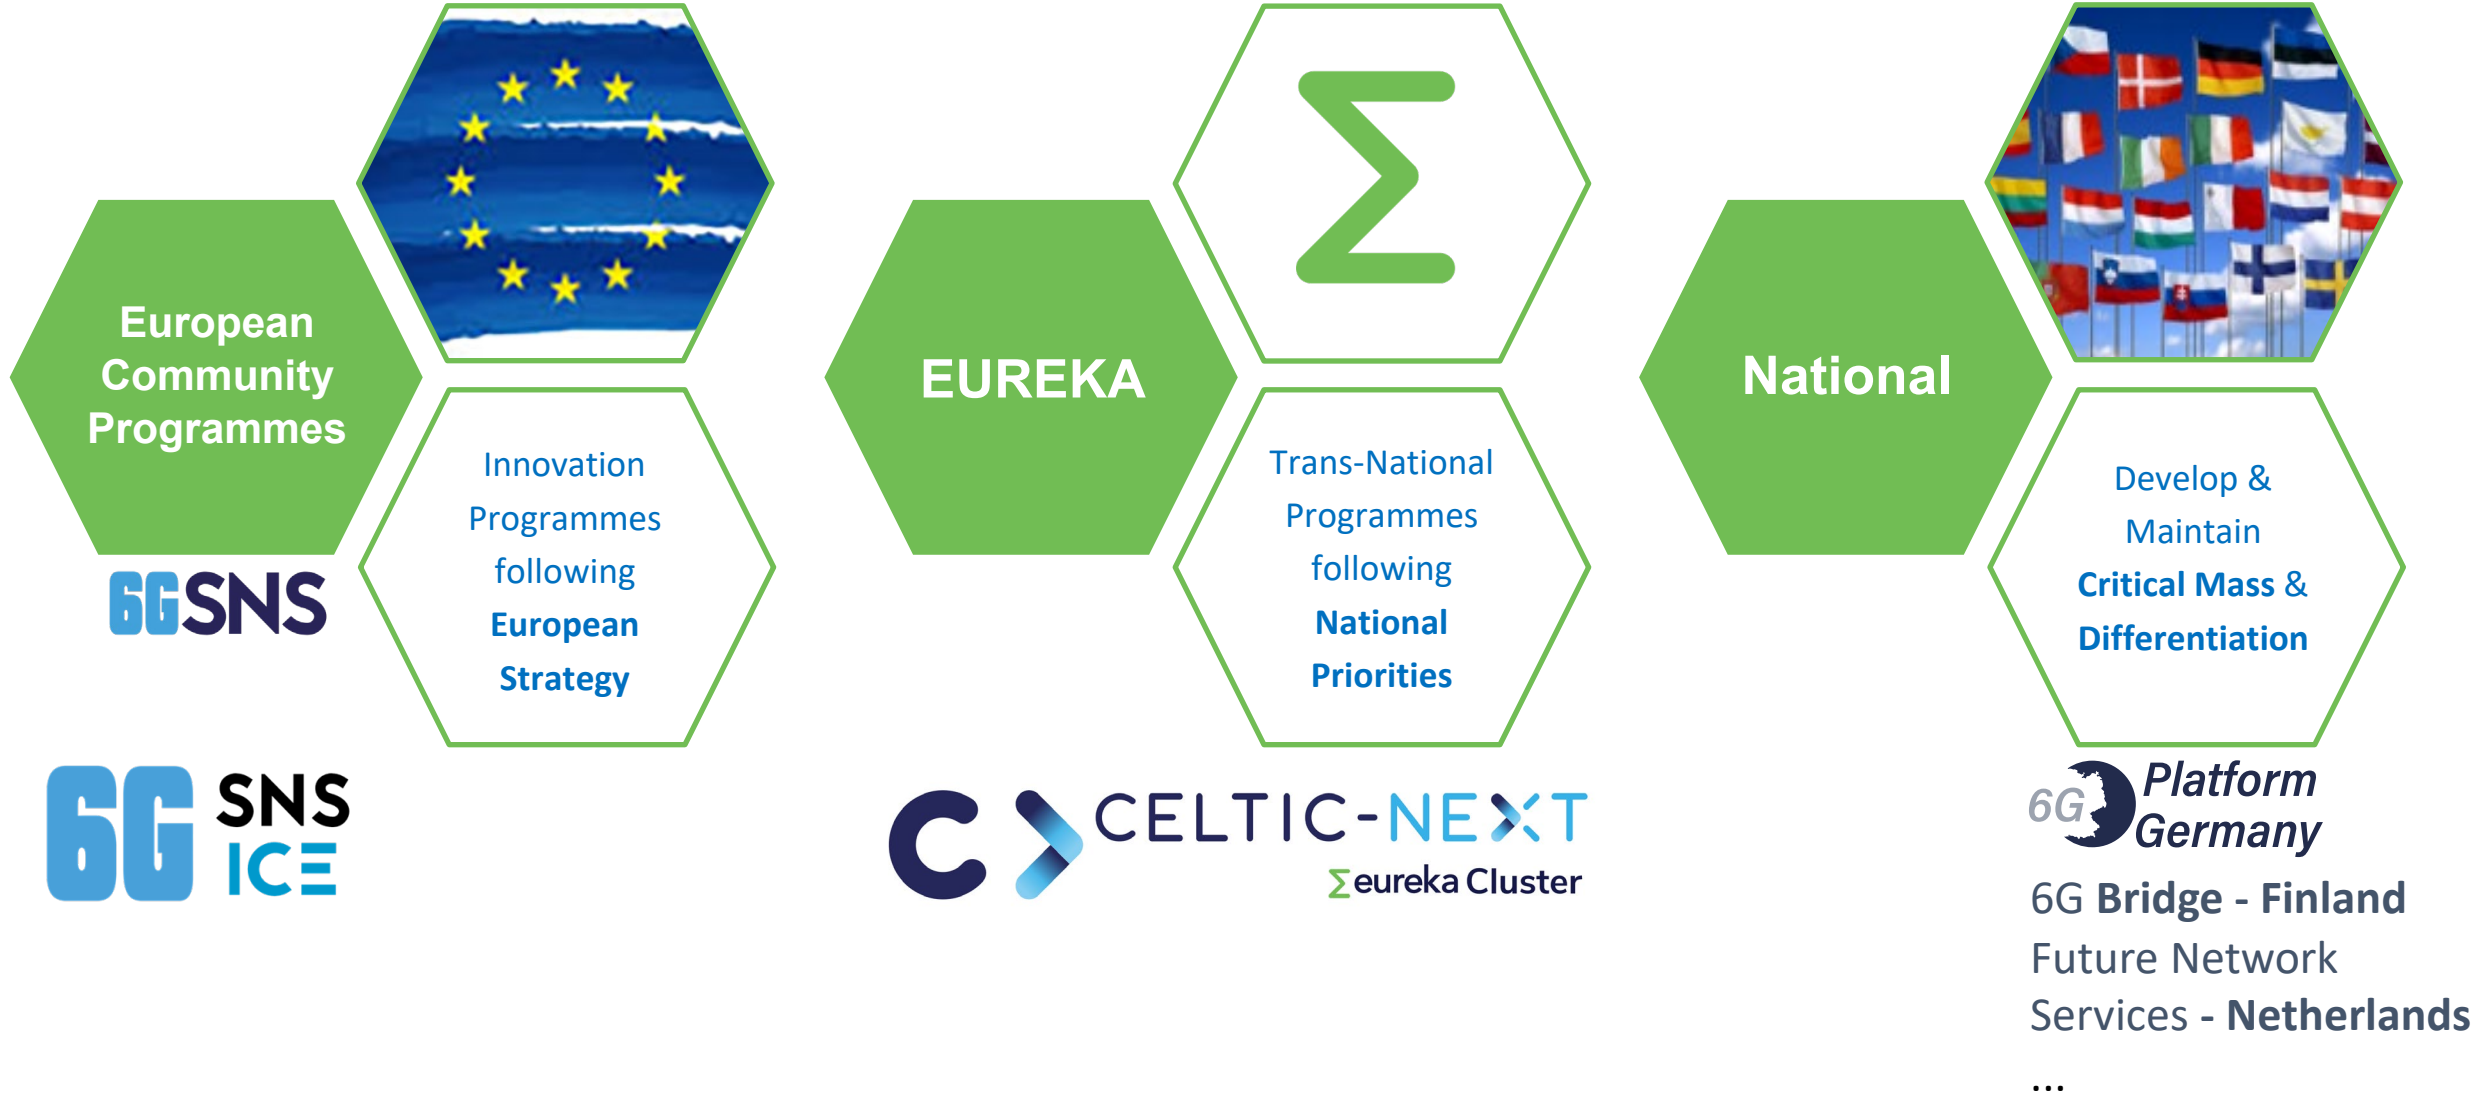 European
Community
Programmes
Innovation
Programmes
following
European
Strategy
6GSNS
6G SNS
ICE
EUREKA
Trans-National
Programmes
following
National
Priorities
CELTIC-NEXT
eureka Cluster
National
Develop &
Maintain
Critical Mass &
Differentiation
6G Platform
Germany
6G Bridge - Finland
Future Network
Services - Netherlands
...